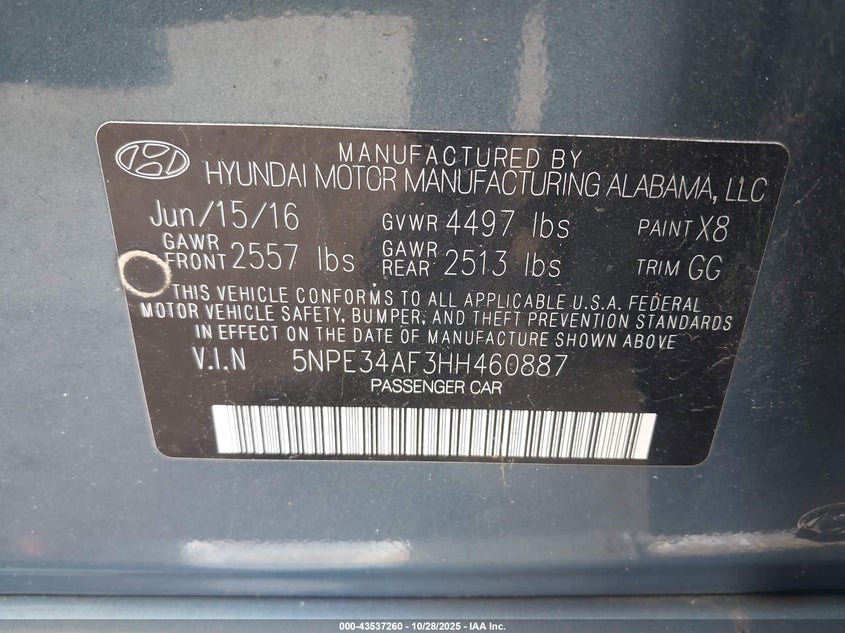 MANUFACTURED BY
HYUNDAI MOTOR MANUFACTURING ALABAMA, LLC
Jun/15/16 GVWR 4497 lbs PAINT X8
GAWR FRONT 2557 lbs GAWR REAR 2513 lbs TRIM GG
THIS VEHICLE CONFORMS TO ALL APPLICABLE U.S.A. FEDERAL
MOTOR VEHICLE SAFETY, BUMPER, AND THEFT PREVENTION STANDARDS
IN EFFECT ON THE DATE OF MANUFACTURE SHOWN ABOVE
V.I.N 5NPE34AF3HH460887
PASSENGER CAR
000-43537260 - 10/28/2025 - IAA Inc.